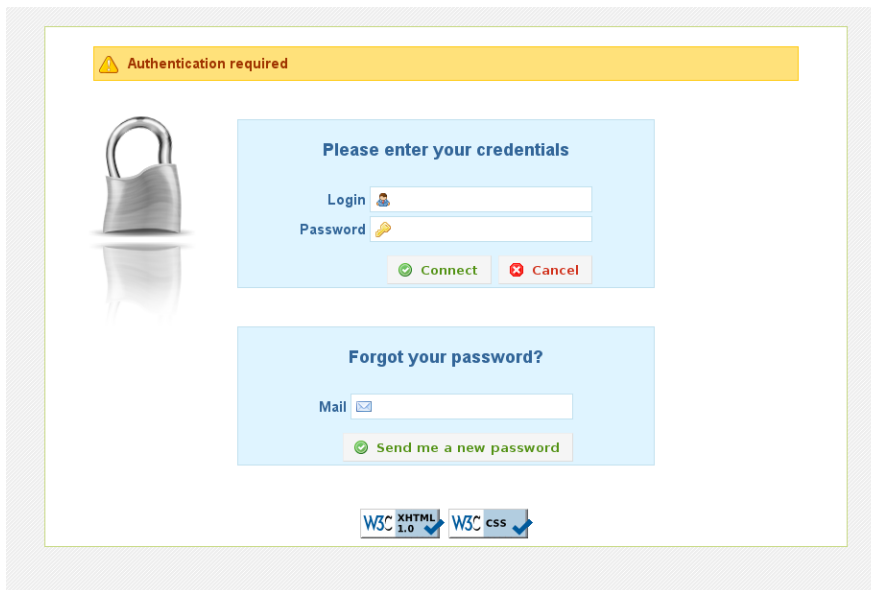 Authentication required
Please enter your credentials
Login
Password
Connect Cancel
Forgot your password?
Mail
Send me a new password
W3C XHTML 1.0 W3C CSS